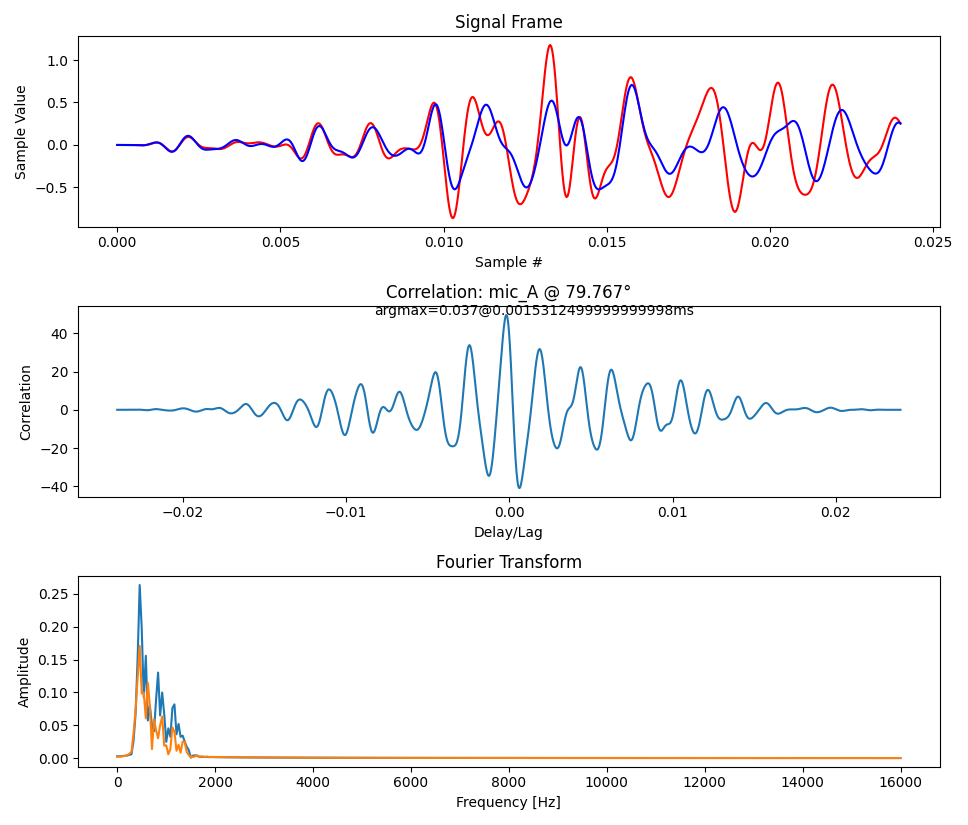 Signal Frame
1.0
0.5
0.0
−0.5
Sample Value
0.000 0.005 0.010 0.015 0.020 0.025
Sample #
Correlation: mic_A @ 79.767°
argmax=0.037@0.0015312499999999998ms
40
20
0
−20
−40
Correlation
−0.02 −0.01 0.00 0.01 0.02
Delay/Lag
Fourier Transform
0.25
0.20
0.15
0.10
0.05
0.00
Amplitude
0 2000 4000 6000 8000 10000 12000 14000 16000
Frequency [Hz]